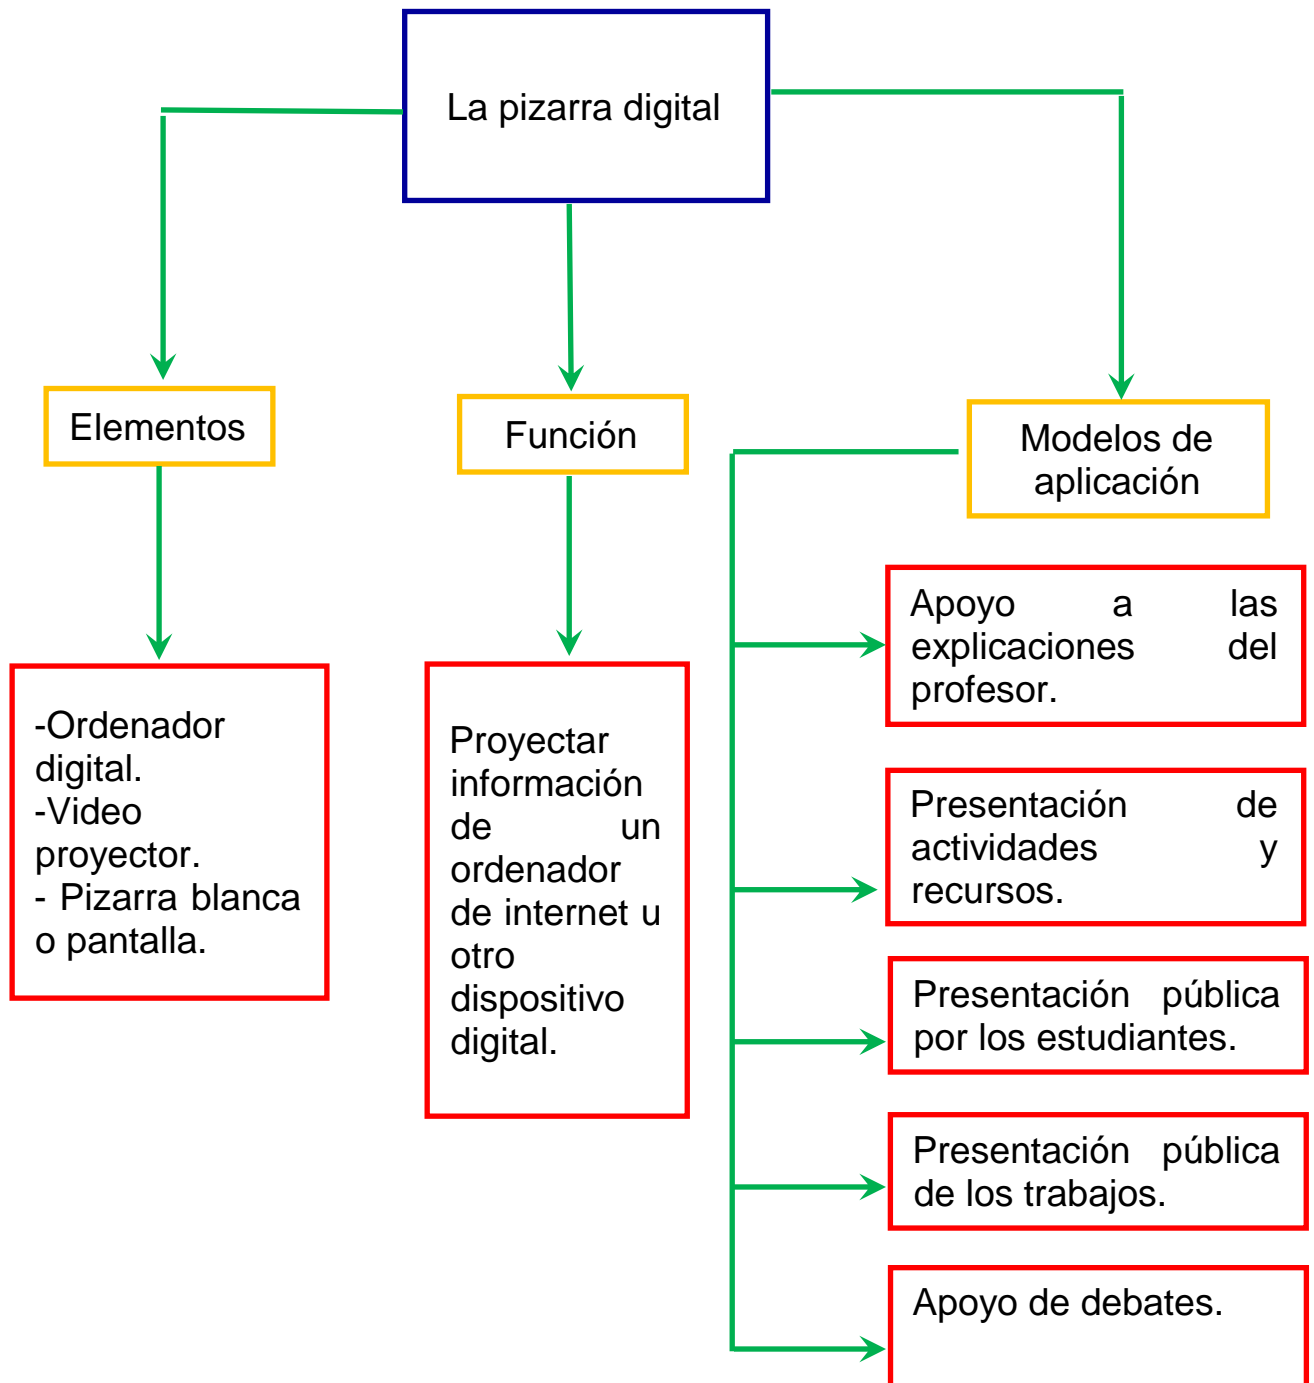 La pizarra digital
Elementos
Función
Modelos de
aplicación
-Ordenador
digital.
-Video
proyector.
- Pizarra blanca
o pantalla.
Proyectar
información
de un
ordenador
de internet u
otro
dispositivo
digital.
Apoyo a las
explicaciones del
profesor.
Presentación de
actividades y
recursos.
Presentación pública
por los estudiantes.
Presentación pública
de los trabajos.
Apoyo de debates.